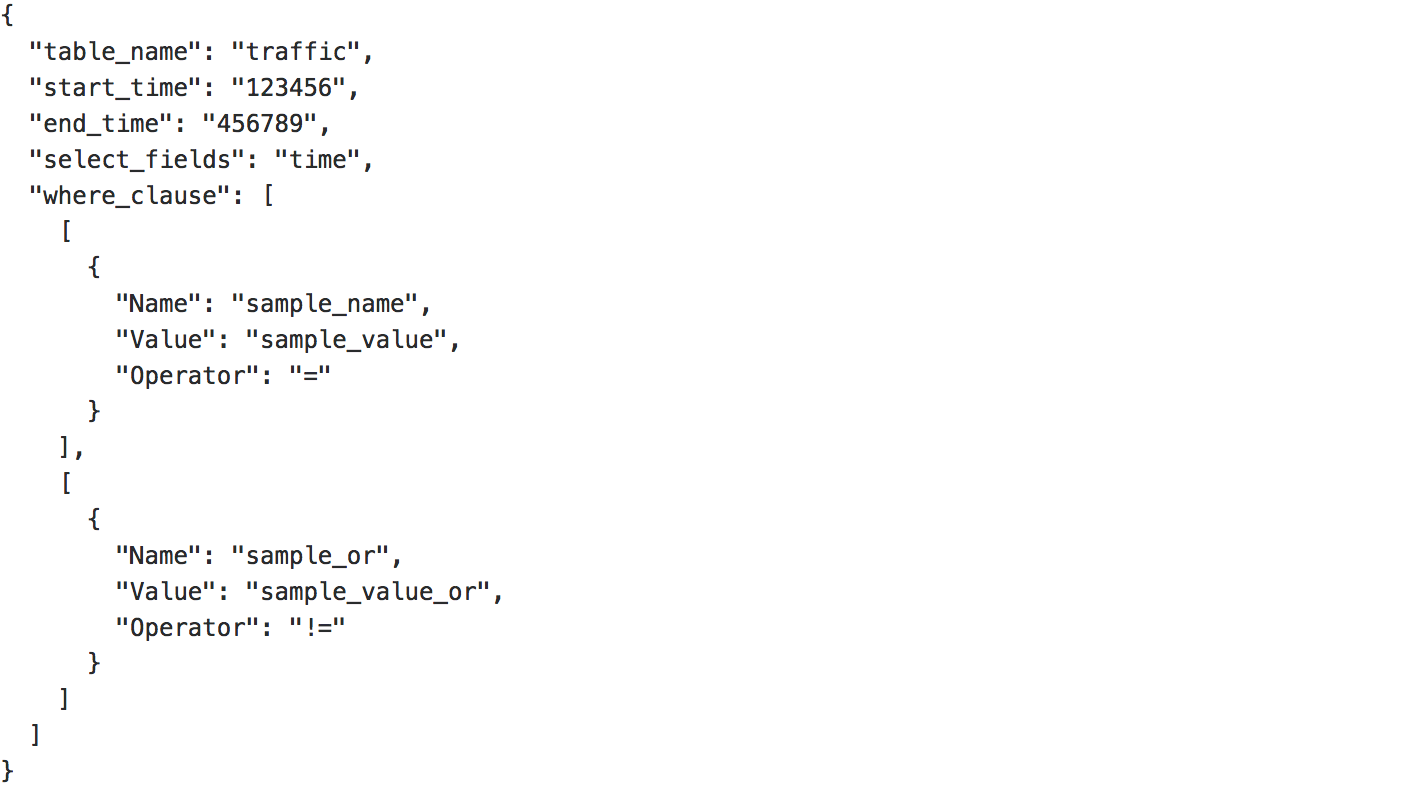 {
  "table_name": "traffic",
  "start_time": "123456",
  "end_time": "456789",
  "select_fields": "time",
  "where_clause": [
    [
      {
        "Name": "sample_name",
        "Value": "sample_value",
        "Operator": "="
      }
    ],
    [
      {
        "Name": "sample_or",
        "Value": "sample_value_or",
        "Operator": "!="
      }
    ]
  ]
}